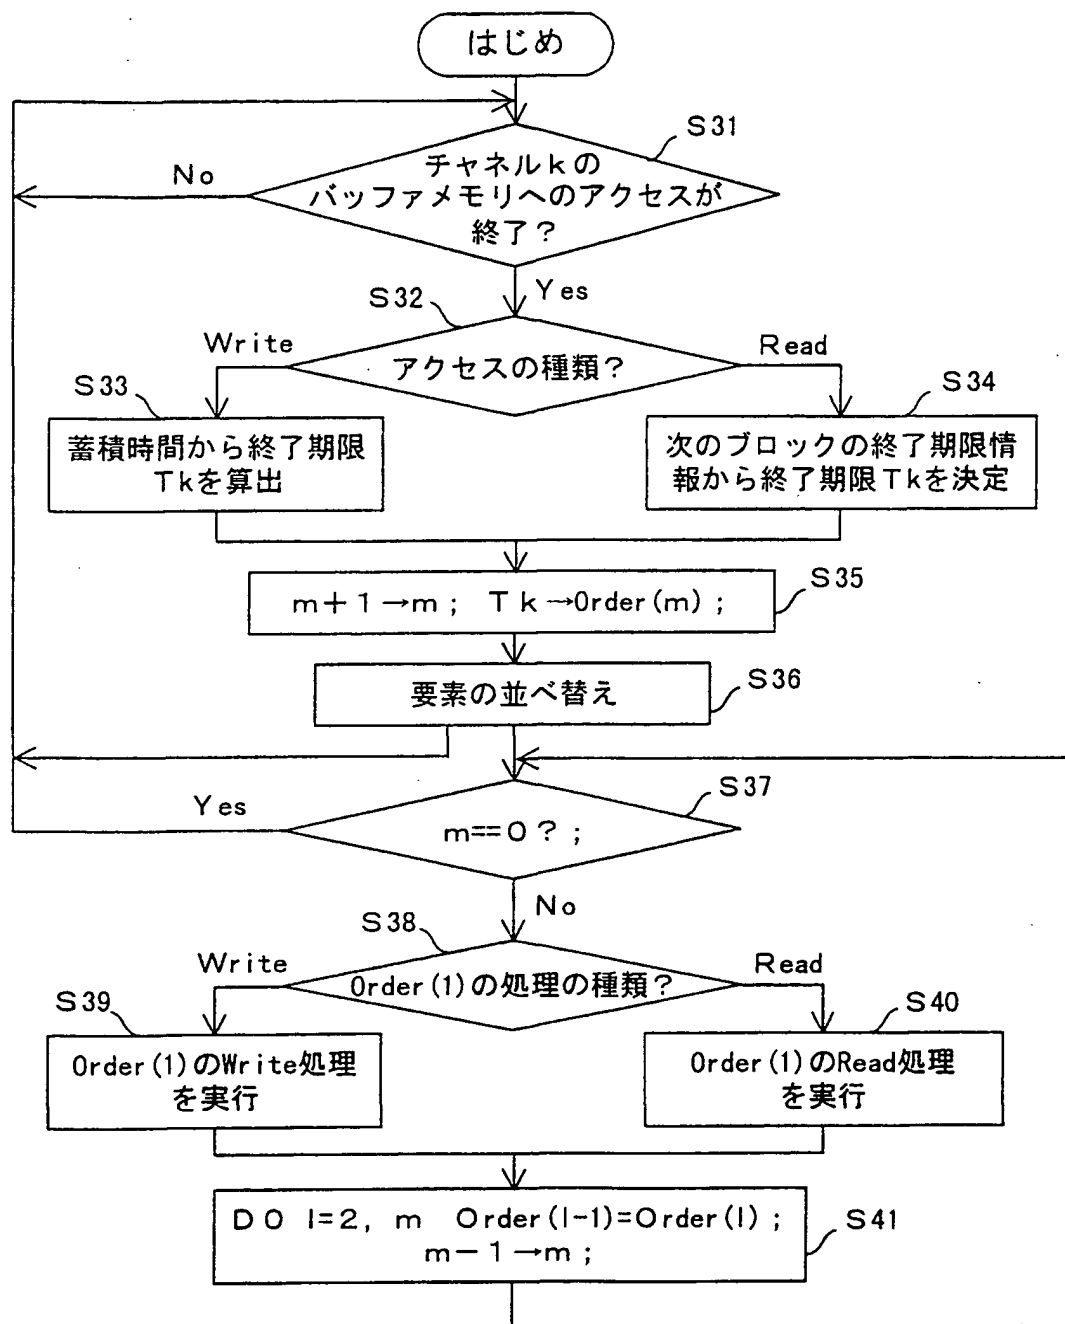 はじめ
S31
チャネルkの
バッファメモリへのアクセスが
終了?
No
Yes
S32
アクセスの種類?
Write
Read
S33
蓄積時間から終了期限
Tkを算出
S34
次のブロックの終了期限情
報から終了期限Tkを決定
S35
m+1→m; Tk→Order(m);
S36
要素の並べ替え
S37
m==0?;
Yes
No
S38
Order(1)の処理の種類?
Write
Read
S39
Order(1)のWrite処理
を実行
S40
Order(1)のRead処理
を実行
S41
DO l=2, m Order(l-1)=Order(l);
m-1→m;